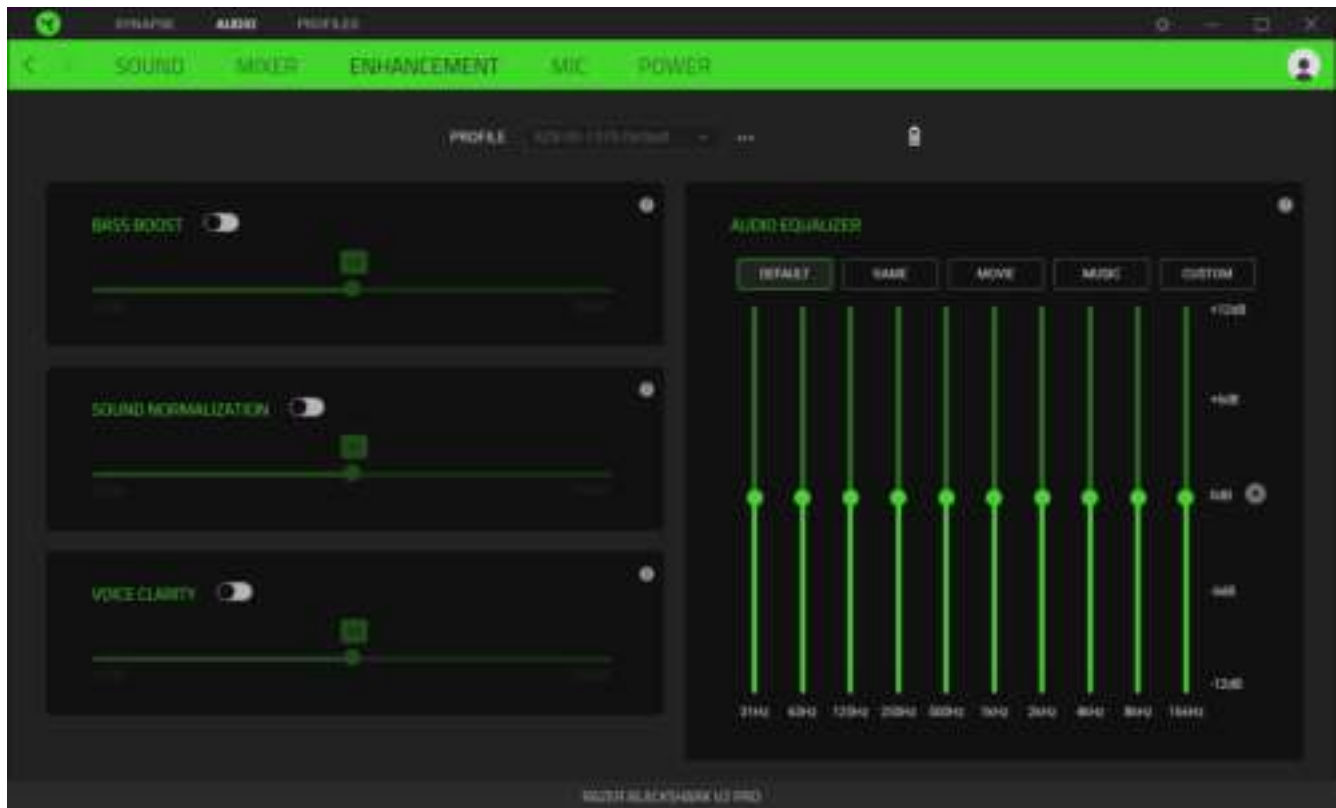 SYNAPSE AUDIO PROFILES
SOUND MIXER ENHANCEMENT MIC POWER
PROFILE
BASS BOOST
SOUND NORMALIZATION
VOICE CLARITY
AUDIO EQUALIZER
DEFAULT GAME MOVIE MUSIC CUSTOM
+12dB
+6dB
0dB
-6dB
-12dB
31Hz 63Hz 125Hz 250Hz 500Hz 1kHz 2kHz 4kHz 8kHz 16kHz
RAZER BLACKSHARK V2 PRO